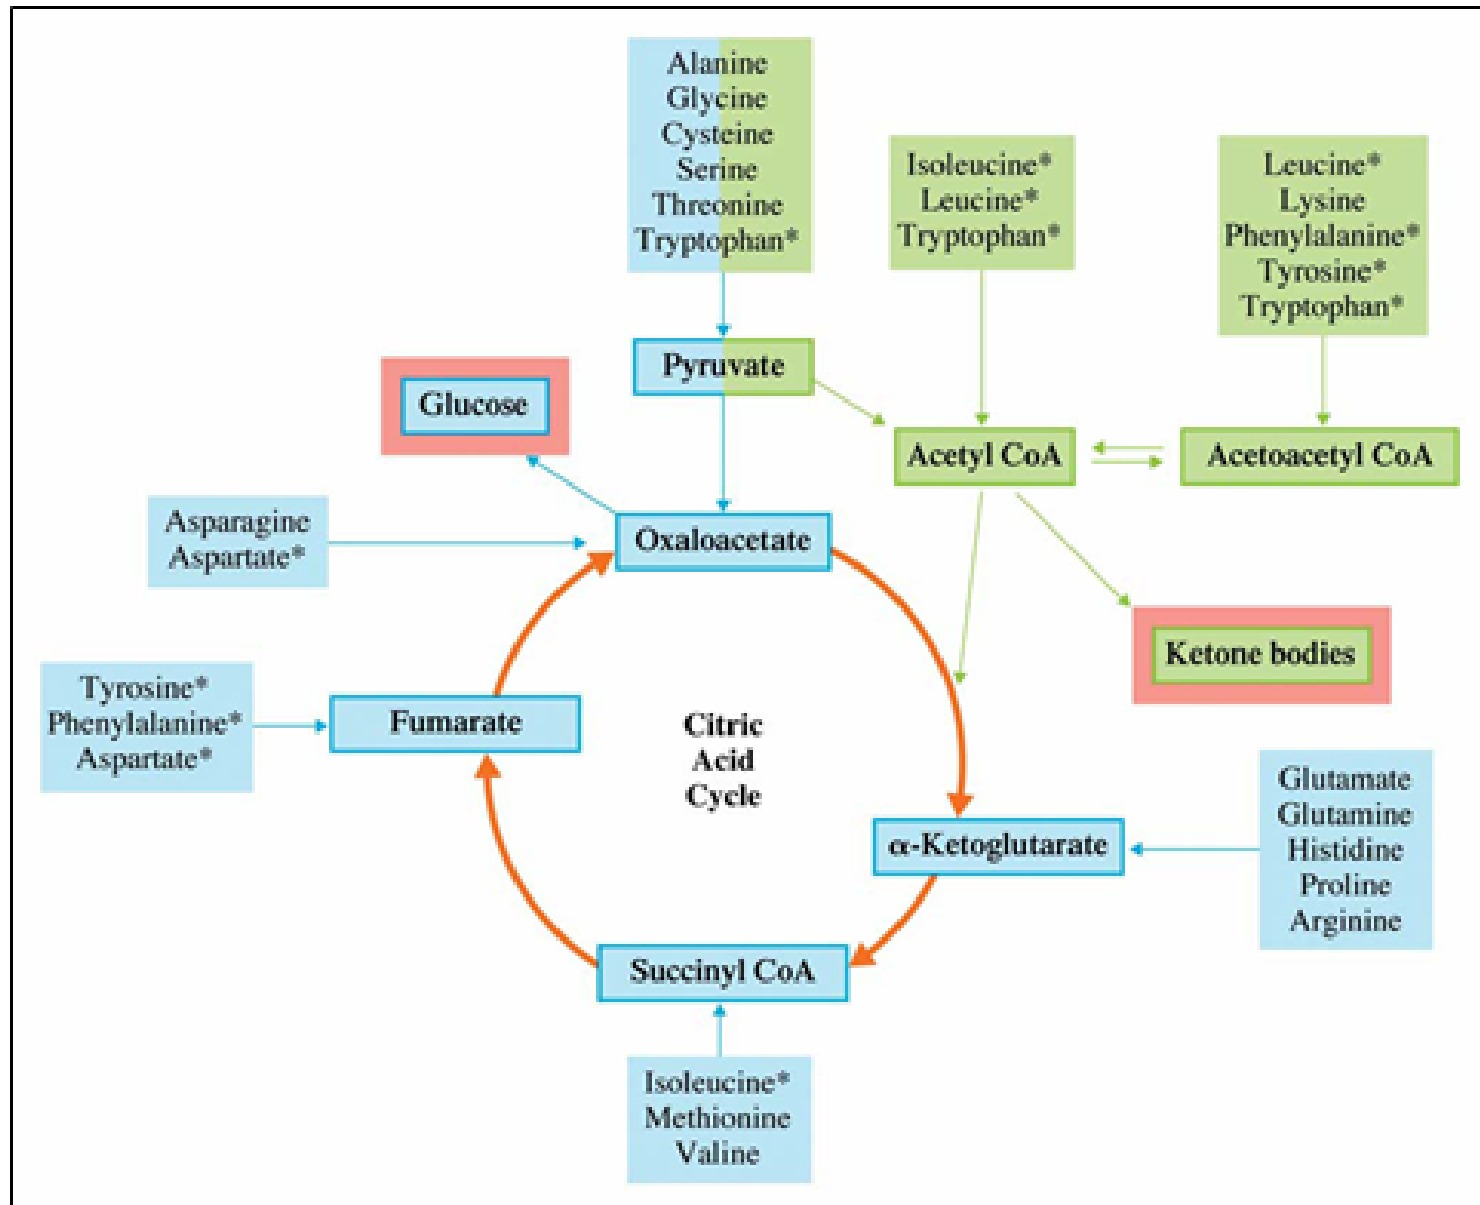 Alanine
Glycine
Cysteine
Serine
Threonine
Tryptophan*
Isoleucine*
Leucine*
Tryptophan*
Leucine*
Lysine
Phenylalanine*
Tyrosine*
Tryptophan*
Pyruvate
Glucose
Acetyl CoA
Acetoacetyl CoA
Asparagine
Aspartate*
Oxaloacetate
Ketone bodies
Tyrosine*
Phenylalanine*
Aspartate*
Fumarate
Citric
Acid
Cycle
Glutamate
Glutamine
Histidine
Proline
Arginine
α-Ketoglutarate
Succinyl CoA
Isoleucine*
Methionine
Valine